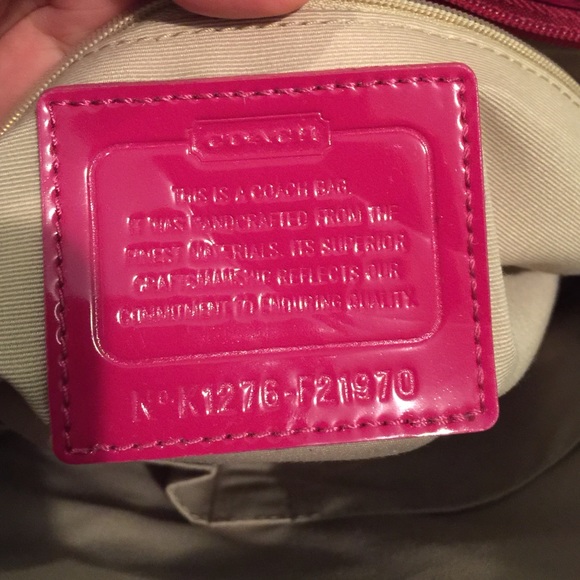 COACH
THIS IS A COACH BAG.
IT WAS HANDCRAFTED FROM THE
FINEST MATERIALS. ITS SUPERIOR
CRAFTSMANSHIP REFLECTS OUR
COMMITMENT TO ENDURING QUALITY.
No K1276-F21970